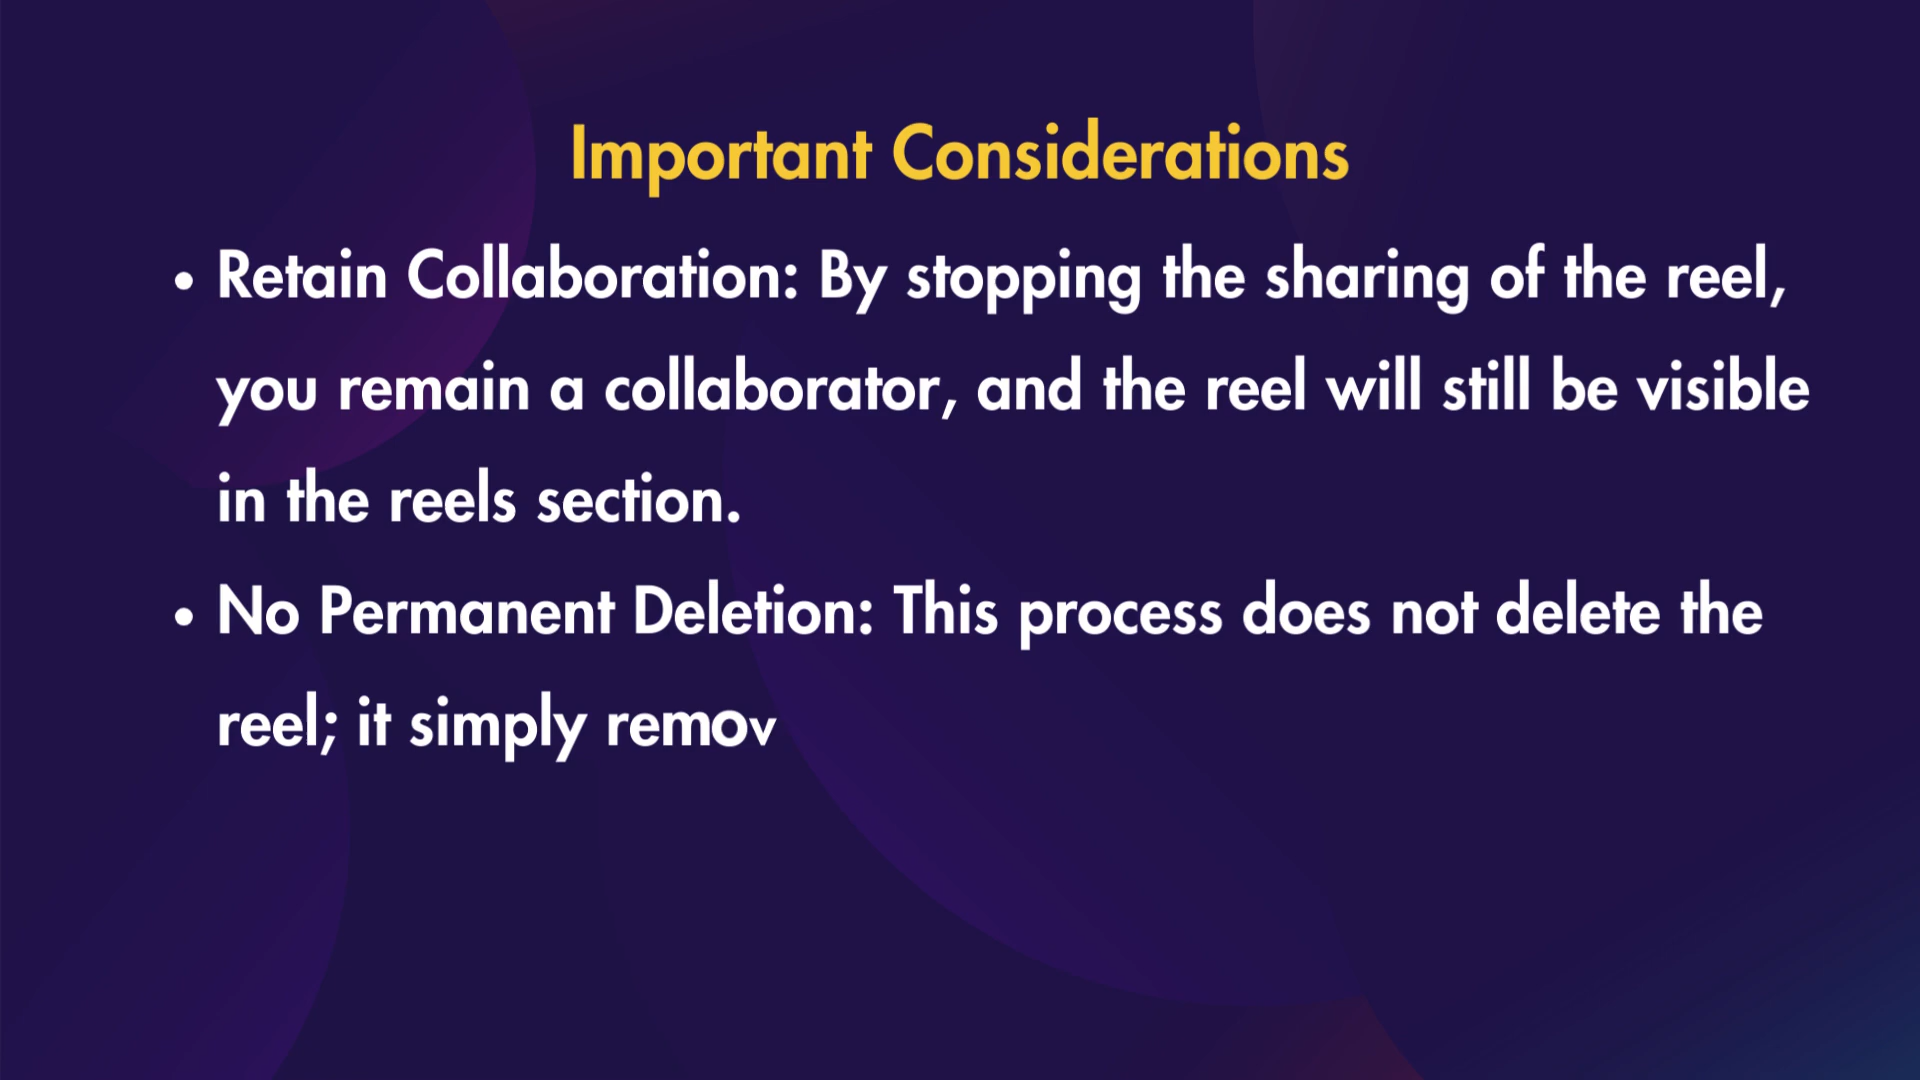 Important Considerations
• Retain Collaboration: By stopping the sharing of the reel,
you remain a collaborator, and the reel will still be visible
in the reels section.
• No Permanent Deletion: This process does not delete the
reel; it simply remov